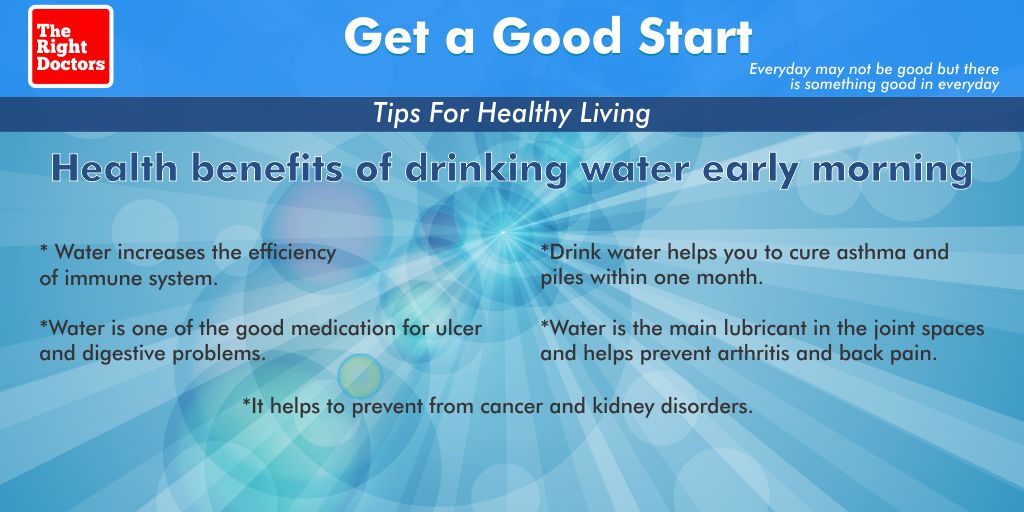 The
Right
Doctors
Get a Good Start
Everyday may not be good but there
is something good in everyday
Tips For Healthy Living
Health benefits of drinking water early morning
* Water increases the efficiency
of immune system.
*Drink water helps you to cure asthma and
piles within one month.
*Water is one of the good medication for ulcer
and digestive problems.
*Water is the main lubricant in the joint spaces
and helps prevent arthritis and back pain.
*It helps to prevent from cancer and kidney disorders.